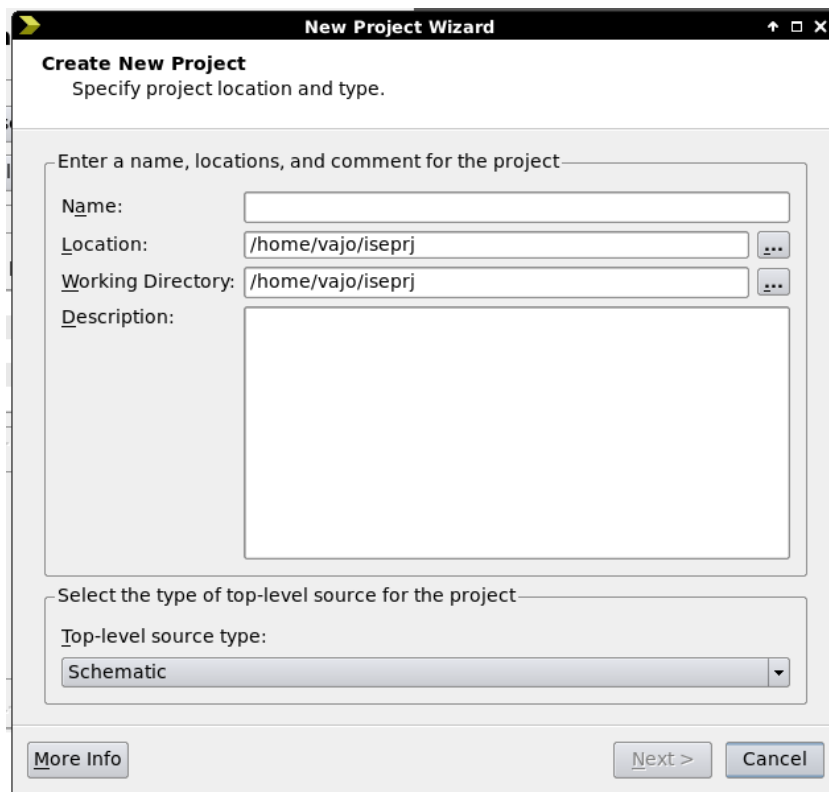 New Project Wizard
Create New Project
Specify project location and type.
Enter a name, locations, and comment for the project
Name:
Location: /home/vajo/iseprj ...
Working Directory: /home/vajo/iseprj ...
Description:
Select the type of top-level source for the project
Top-level source type:
Schematic
More Info Next > Cancel